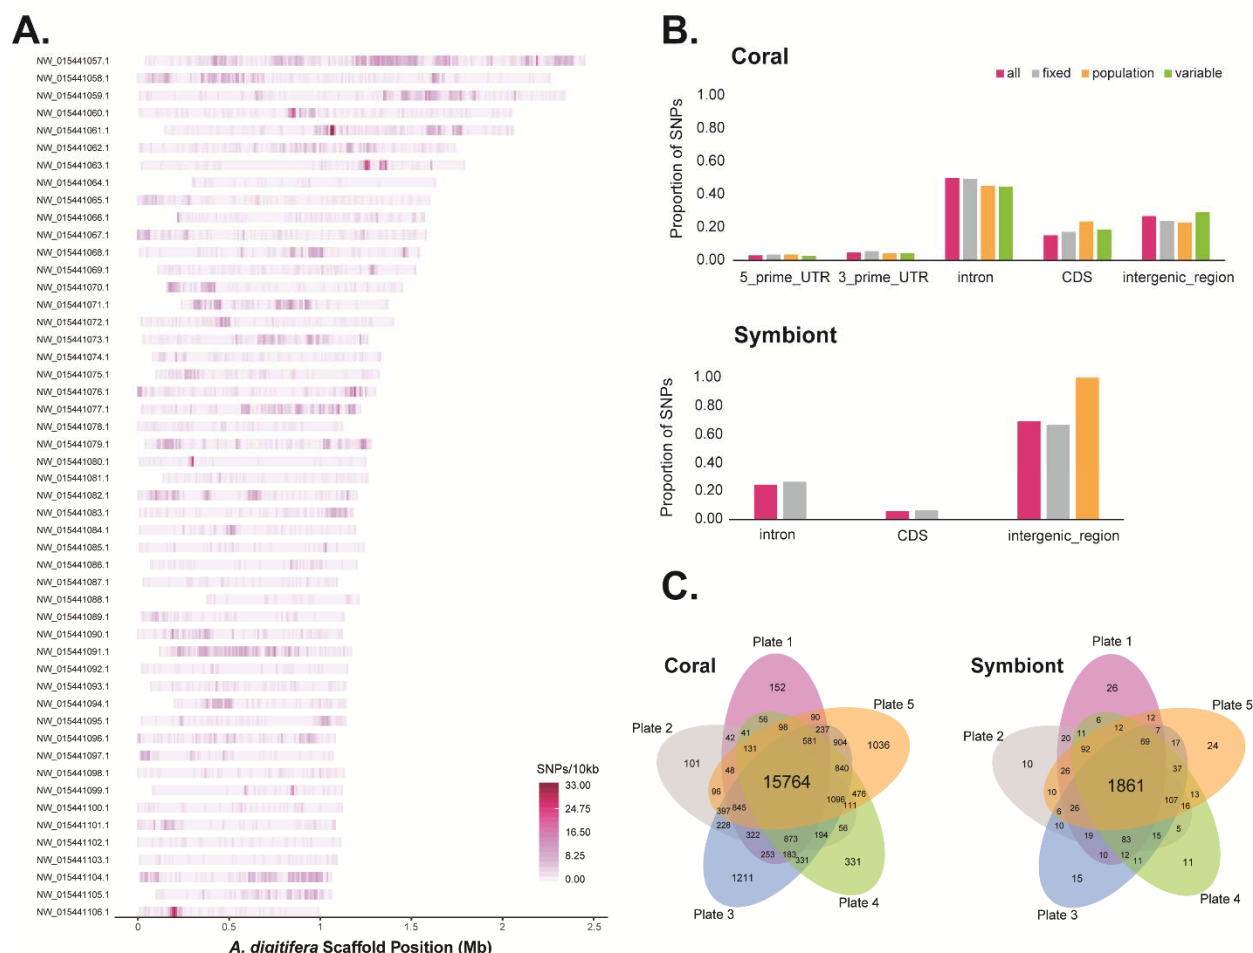 A.
NW_015441057.1
NW_015441058.1
NW_015441059.1
NW_015441060.1
NW_015441061.1
NW_015441062.1
NW_015441063.1
NW_015441064.1
NW_015441065.1
NW_015441066.1
NW_015441067.1
NW_015441068.1
NW_015441069.1
NW_015441070.1
NW_015441071.1
NW_015441072.1
NW_015441073.1
NW_015441074.1
NW_015441075.1
NW_015441076.1
NW_015441077.1
NW_015441078.1
NW_015441079.1
NW_015441080.1
NW_015441081.1
NW_015441082.1
NW_015441083.1
NW_015441084.1
NW_015441085.1
NW_015441086.1
NW_015441087.1
NW_015441088.1
NW_015441089.1
NW_015441090.1
NW_015441091.1
NW_015441092.1
NW_015441093.1
NW_015441094.1
NW_015441095.1
NW_015441096.1
NW_015441097.1
NW_015441098.1
NW_015441099.1
NW_015441100.1
NW_015441101.1
NW_015441102.1
NW_015441103.1
NW_015441104.1
NW_015441105.1
NW_015441106.1
0 0.5 1 1.5 2 2.5
A. digitifera Scaffold Position (Mb)
SNPs/10kb
33.00
24.75
16.50
8.25
0.00
B.
Coral
all fixed population variable
Proportion of SNPs
1.00
0.80
0.60
0.40
0.20
0.00
5_prime_UTR 3_prime_UTR intron CDS intergenic_region
Symbiont
Proportion of SNPs
1.00
0.80
0.60
0.40
0.20
0.00
intron CDS intergenic_region
C.
Coral
Plate 1
Plate 2
Plate 3
Plate 4
Plate 5
152
56 90
42 41 98 237
131 581 904
1036
101
48 15764 840
96 476
397 845 1096 111
228
322 873 194 56
253 183 331
1211
331
Symbiont
Plate 1
Plate 2
Plate 3
Plate 4
Plate 5
26
6 12
20 11 12 7
92 69 17
24
10
26 1861 37
10 13
6 26 107 16
10
19 83 15 5
10 12 11
15
11